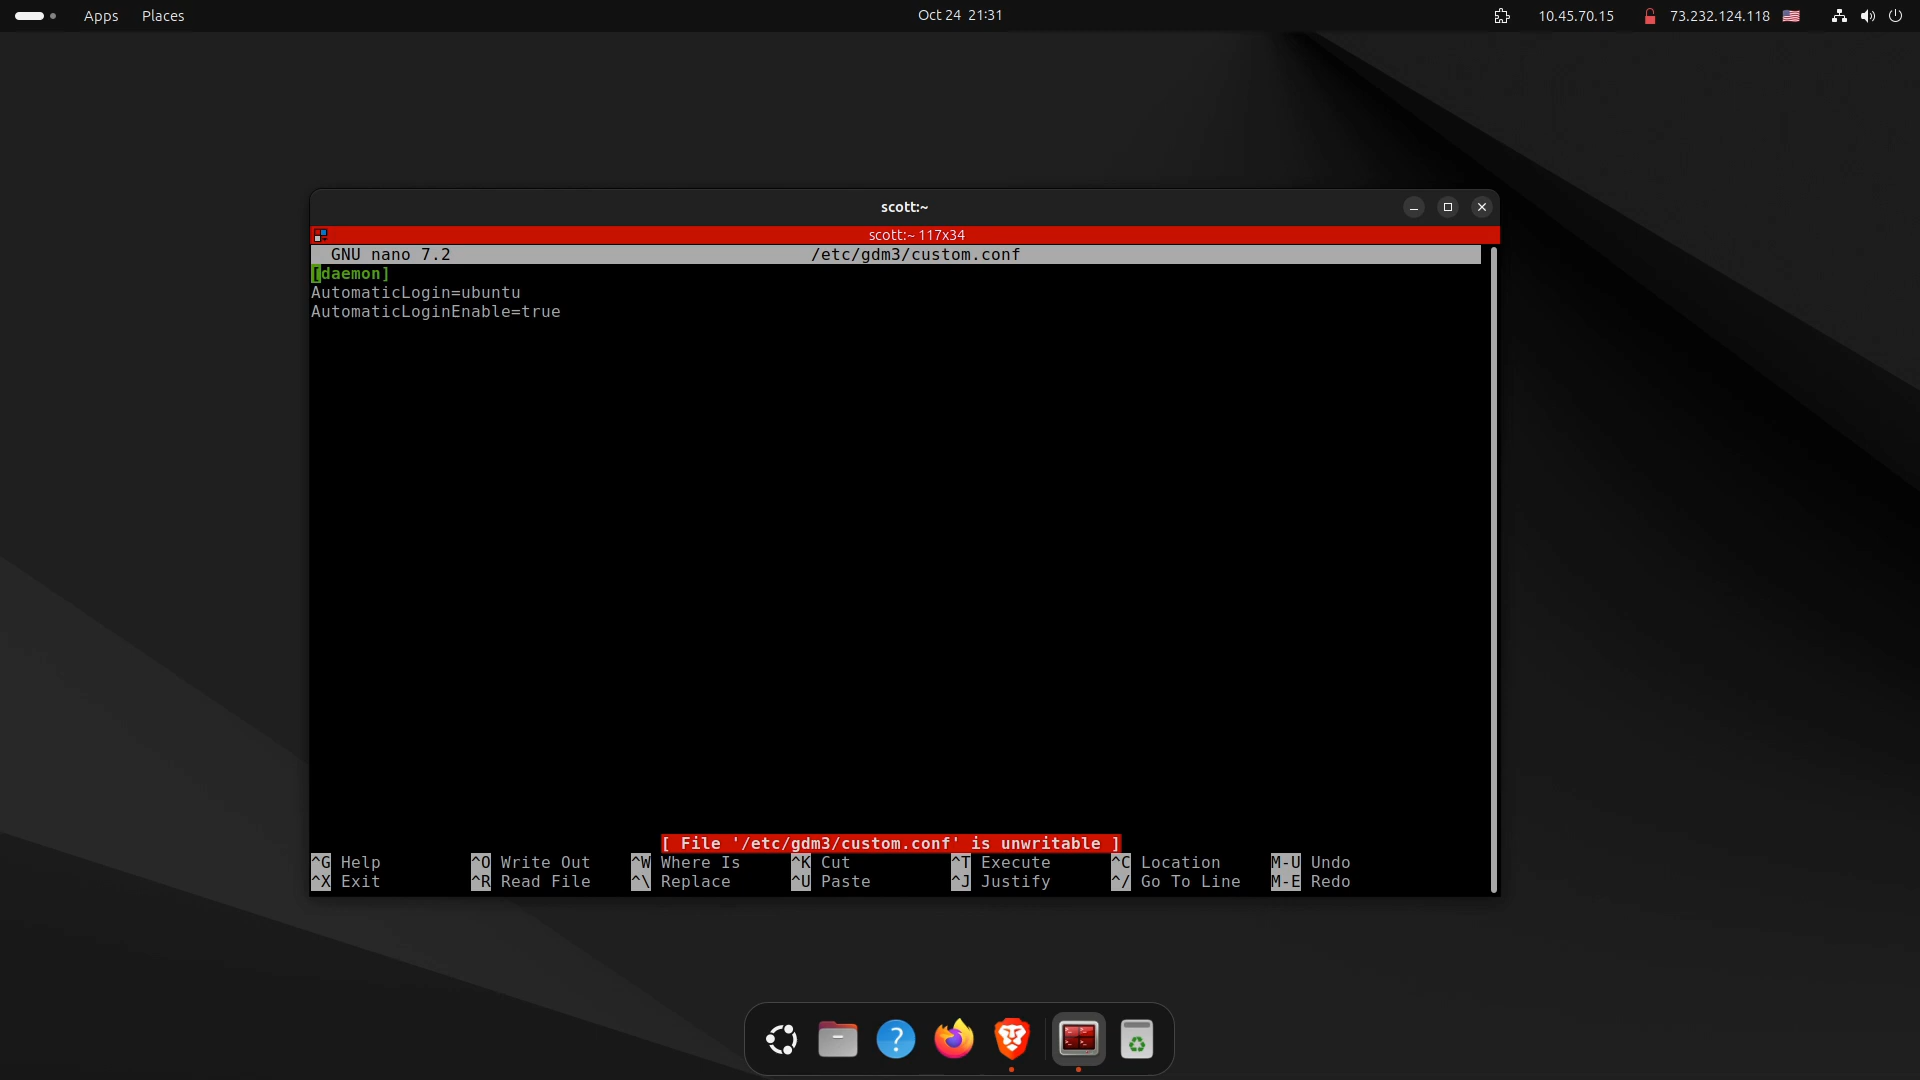 Apps Places Oct 24 21:31 10.45.70.15 73.232.124.118
scott:~
scott:~ 117x34
GNU nano 7.2 /etc/gdm3/custom.conf
[daemon]
AutomaticLogin=ubuntu
AutomaticLoginEnable=true
[ File '/etc/gdm3/custom.conf' is unwritable ]
^G Help ^O Write Out ^W Where Is ^K Cut ^T Execute ^C Location M-U Undo
^X Exit ^R Read File ^\ Replace ^U Paste ^J Justify ^/ Go To Line M-E Redo